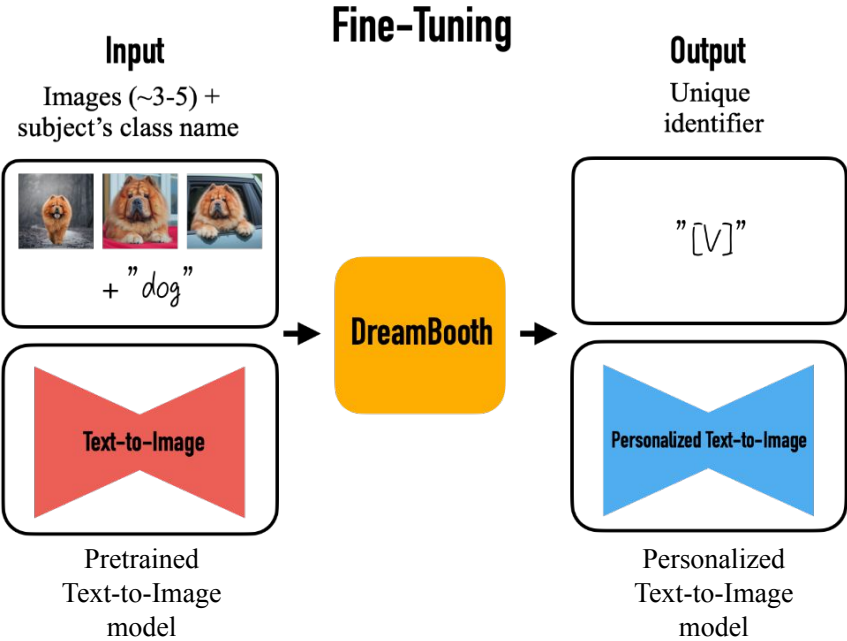 Fine-Tuning
Input
Images (~3-5) +
subject's class name
+ "dog"
Text-to-Image
Pretrained
Text-to-Image
model
DreamBooth
Output
Unique
identifier
"[V]"
Personalized Text-to-Image
Personalized
Text-to-Image
model